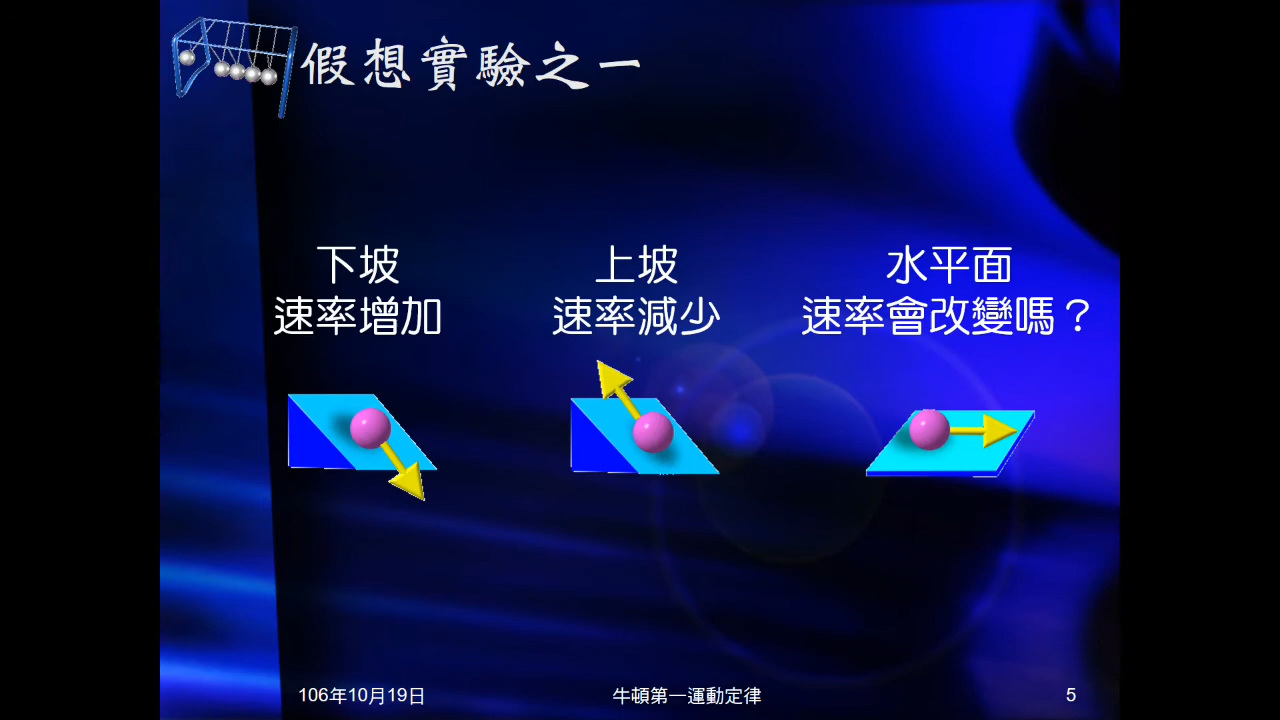 假想實驗之一
下坡
速率增加
上坡
速率減少
水平面
速率會改變嗎？
106年10月19日
牛頓第一運動定律
5